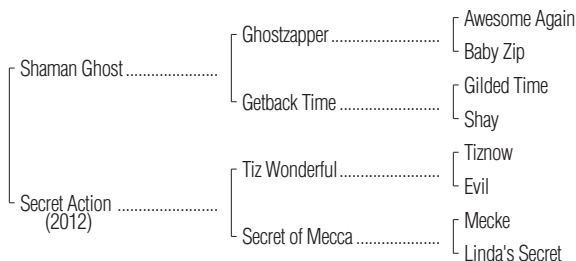 Awesome Again
Ghostzapper
Baby Zip
Shaman Ghost
Gilded Time
Getback Time
Shay
Tiznow
Tiz Wonderful
Evil
Secret Action
(2012)
Mecke
Secret of Mecca
Linda's Secret